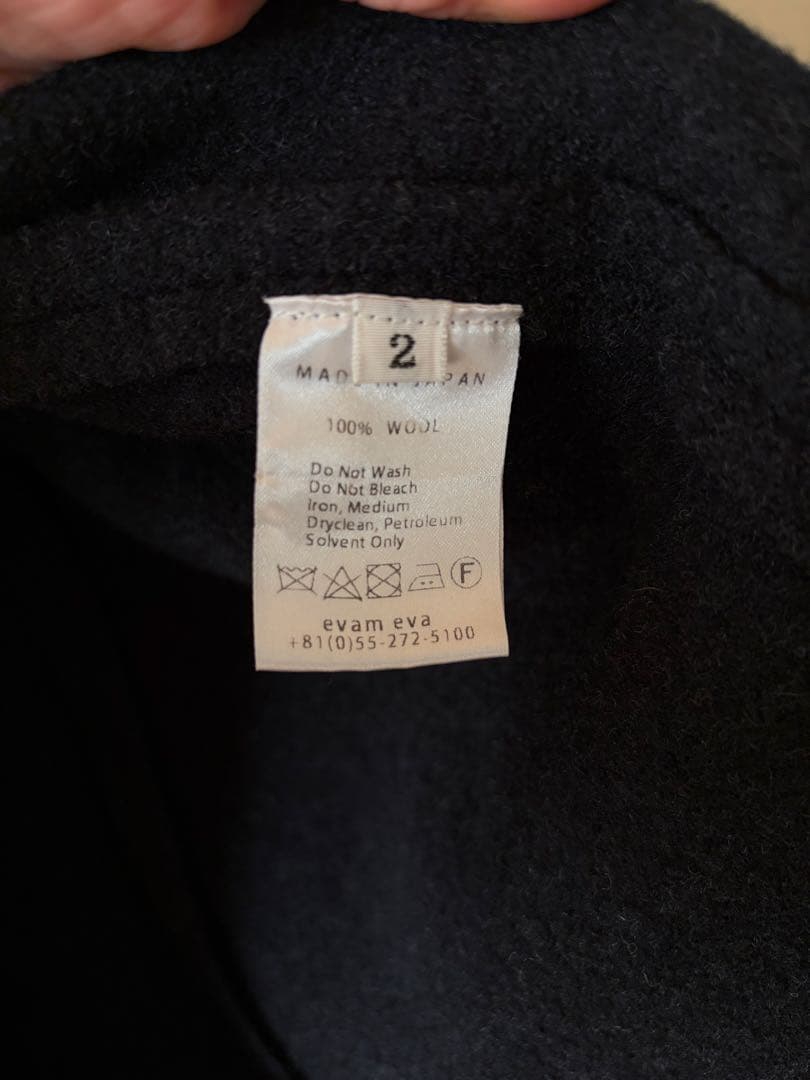 2
MADE IN JAPAN
100% WOOL
Do Not Wash
Do Not Bleach
Iron, Medium
Dryclean, Petroleum
Solvent Only
F
evam eva
+81(0)55-272-5100